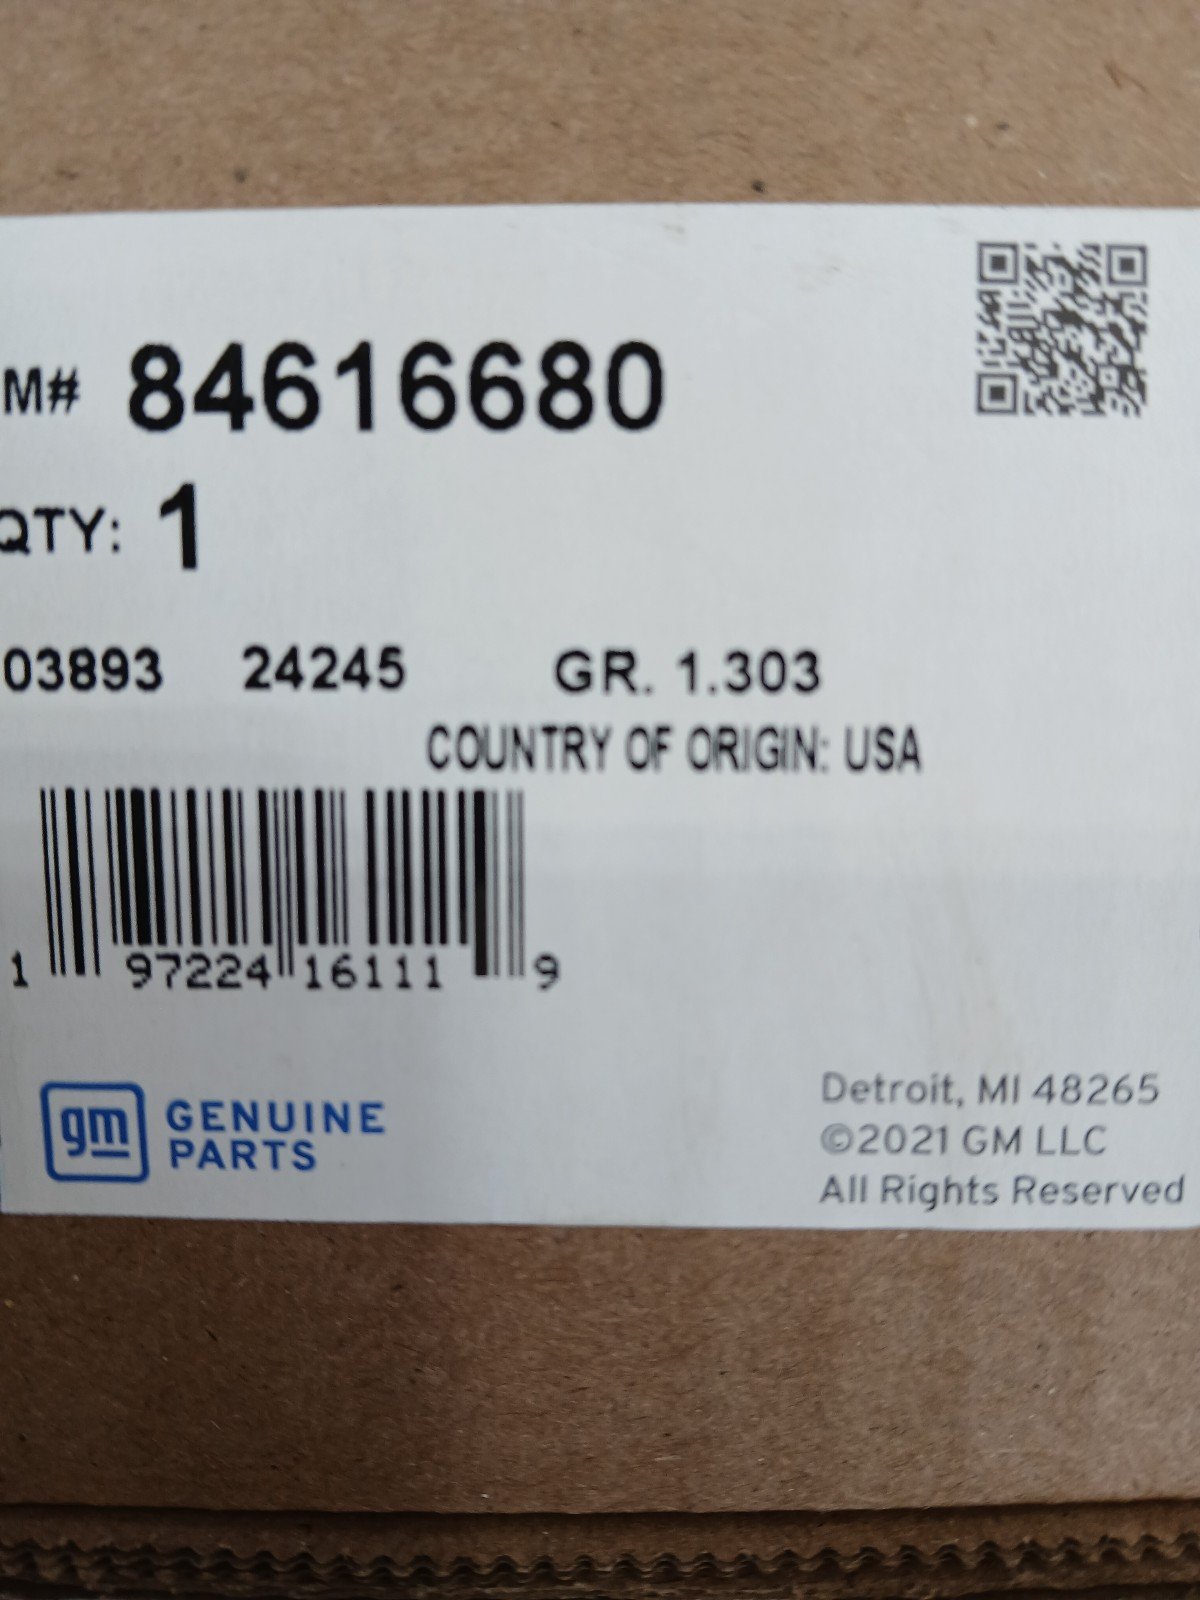 M# 84616680
QTY: 1
03893 24245 GR. 1.303
COUNTRY OF ORIGIN: USA
1 97224 16111 9
gm GENUINE
PARTS
Detroit, MI 48265
©2021 GM LLC
All Rights Reserved